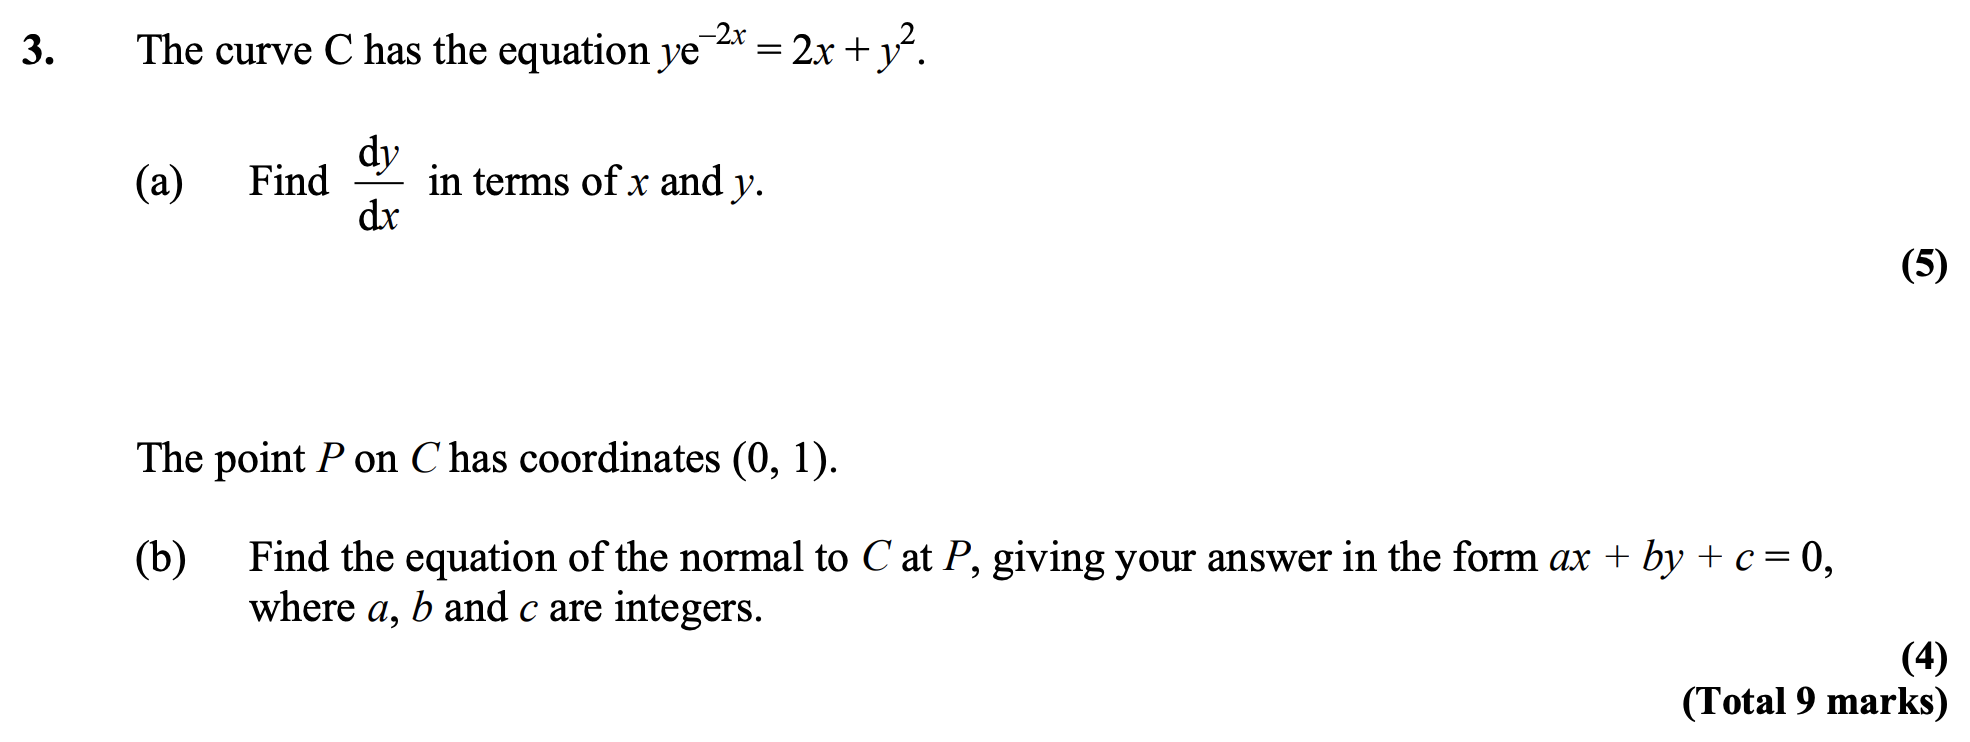 3. The curve C has the equation ye⁻²ˣ = 2x + y².
(a) Find dy/dx in terms of x and y.
(5)
The point P on C has coordinates (0, 1).
(b) Find the equation of the normal to C at P, giving your answer in the form ax + by + c = 0,
where a, b and c are integers.
(4)
(Total 9 marks)